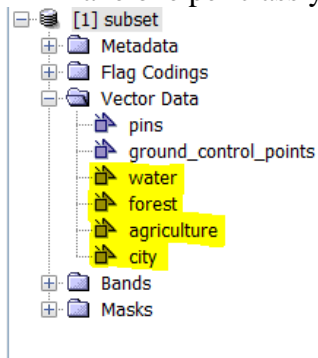 [1] subset
Metadata
Flag Codings
Vector Data
pins
ground_control_points
water
forest
agriculture
city
Bands
Masks